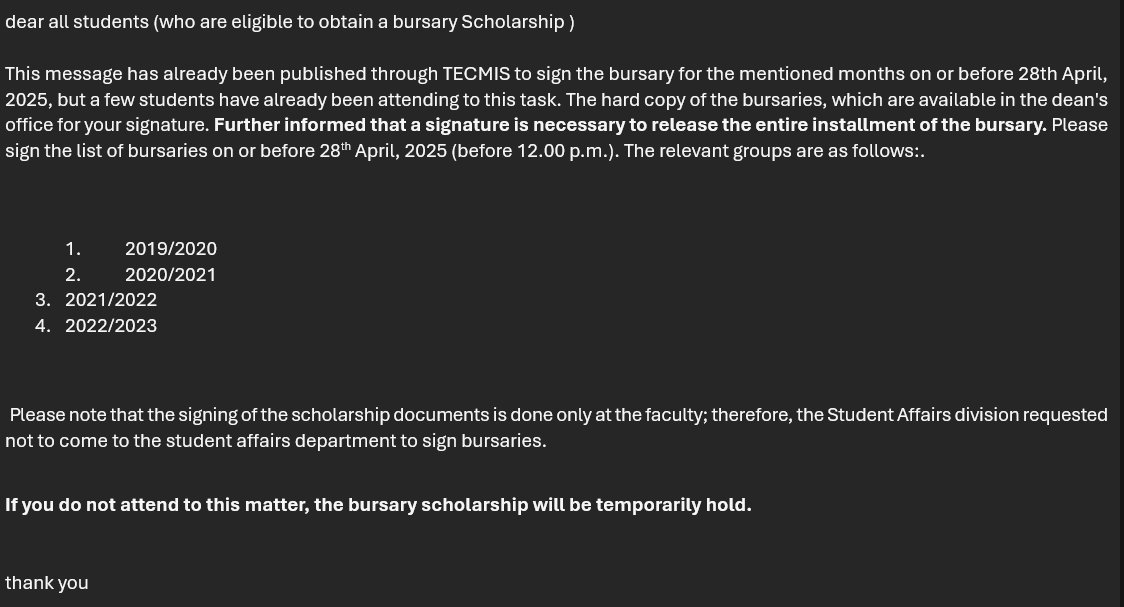 dear all students (who are eligible to obtain a bursary Scholarship )
This message has already been published through TECMIS to sign the bursary for the mentioned months on or before 28th April,
2025, but a few students have already been attending to this task. The hard copy of the bursaries, which are available in the dean's
office for your signature. Further informed that a signature is necessary to release the entire installment of the bursary. Please
sign the list of bursaries on or before 28th April, 2025 (before 12.00 p.m.). The relevant groups are as follows:.
1. 2019/2020
2. 2020/2021
3. 2021/2022
4. 2022/2023
Please note that the signing of the scholarship documents is done only at the faculty; therefore, the Student Affairs division requested
not to come to the student affairs department to sign bursaries.
If you do not attend to this matter, the bursary scholarship will be temporarily hold.
thank you